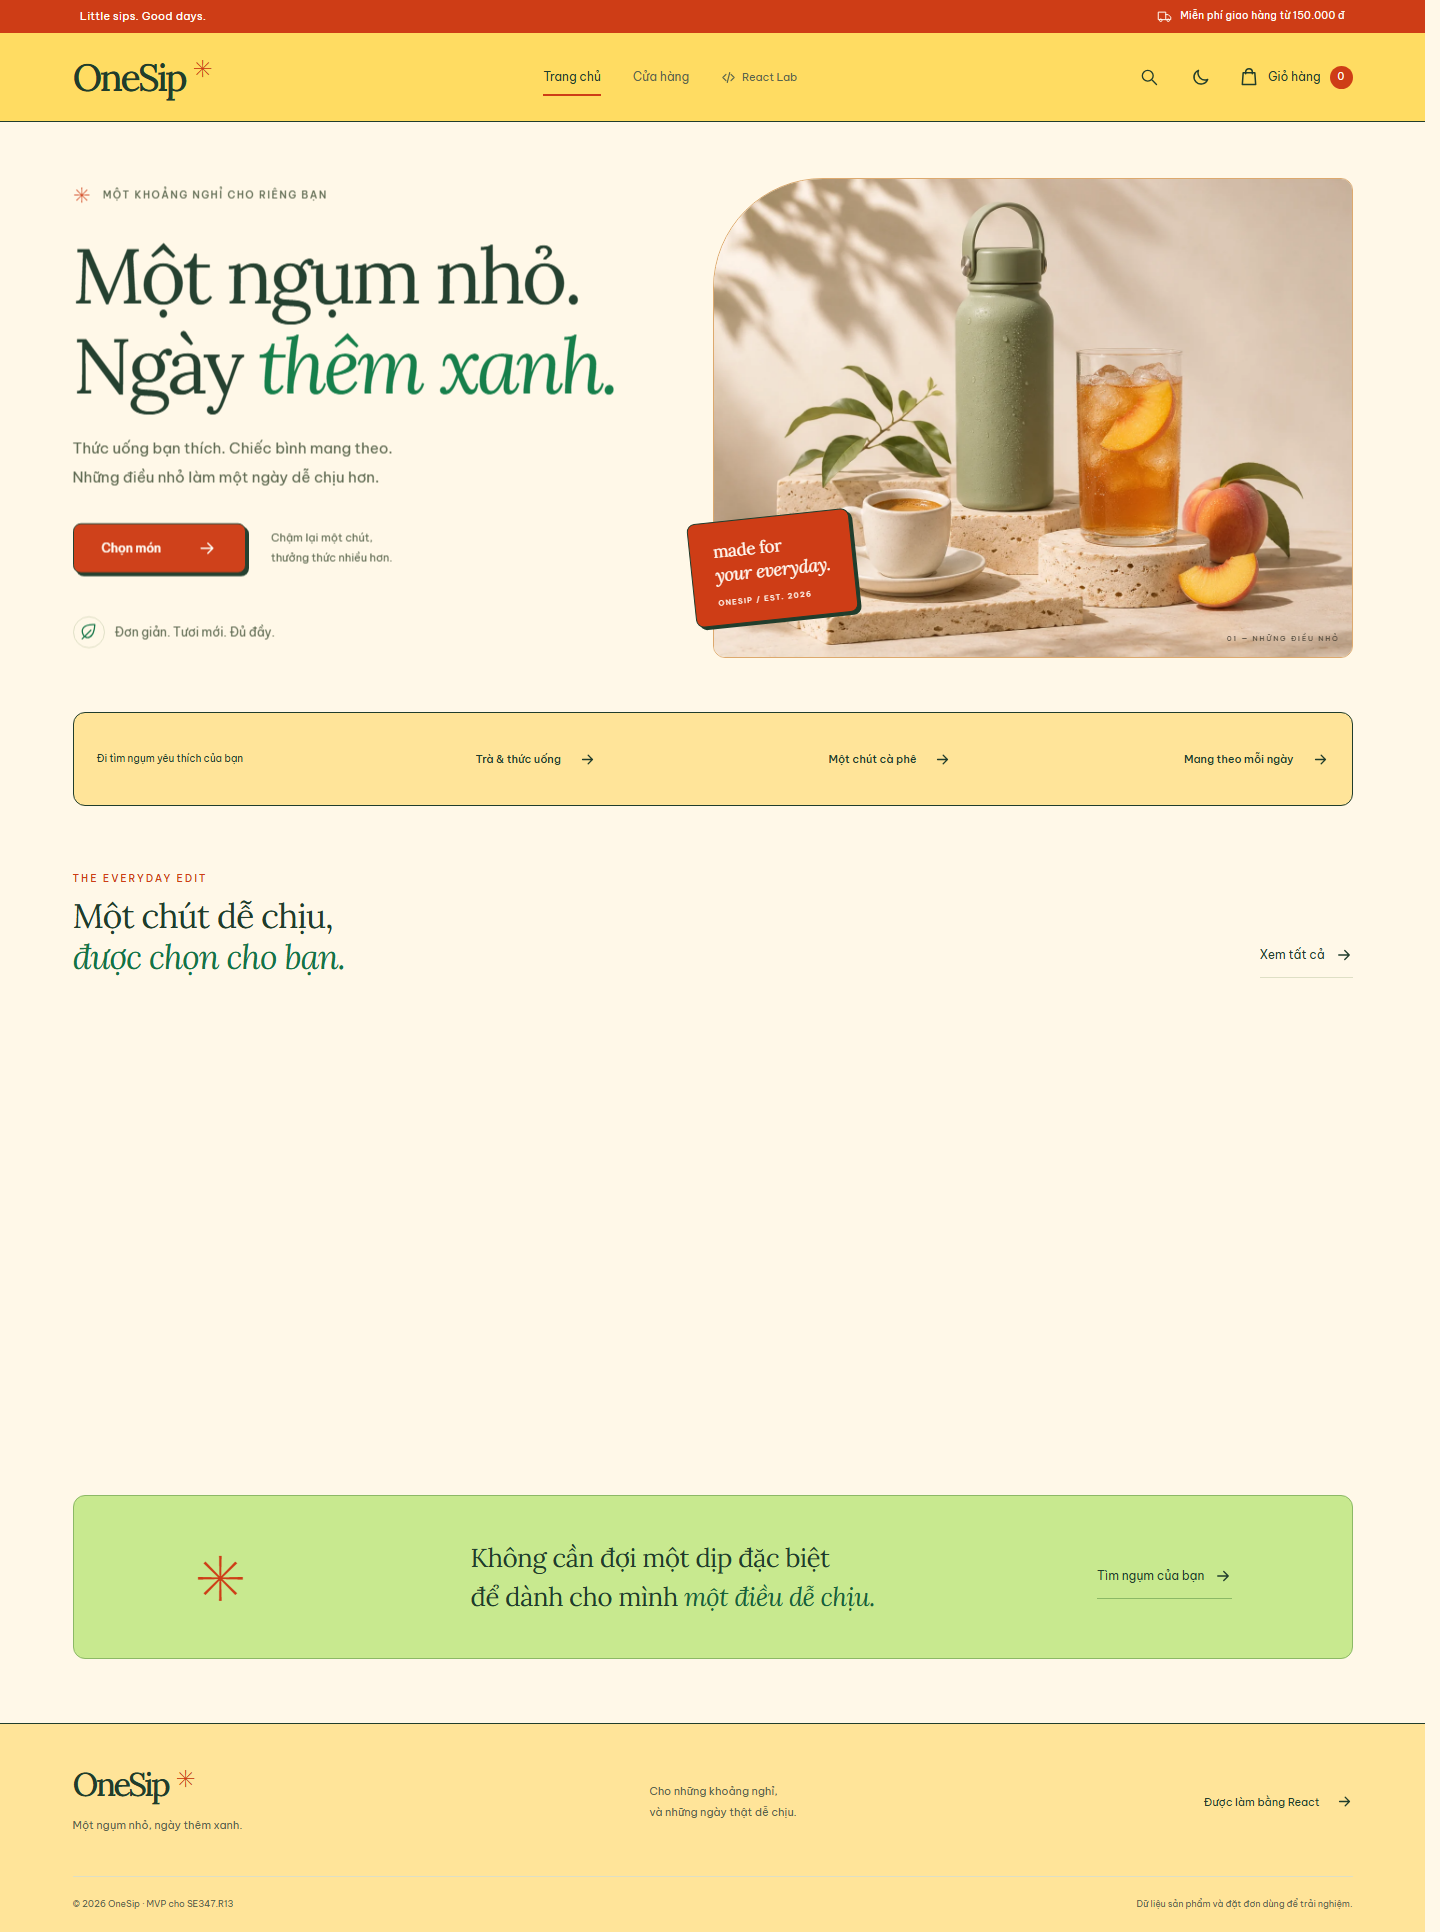 Little sips. Good days.
Miễn phí giao hàng từ 150.000 đ
OneSip
Trang chủ
Cửa hàng
React Lab
Giỏ hàng
0
MỘT KHOẢNG NGHỈ CHO RIÊNG BẠN
Một ngụm nhỏ.
Ngày thêm xanh.
Thức uống bạn thích. Chiếc bình mang theo.
Những điều nhỏ làm một ngày dễ chịu hơn.
Chọn món
Chậm lại một chút,
thưởng thức nhiều hơn.
Đơn giản. Tươi mới. Đủ đầy.
made for
your everyday.
ONESIP / EST. 2026
01 — NHỮNG ĐIỀU NHỎ
Đi tìm ngụm yêu thích của bạn
Trà & thức uống
Một chút cà phê
Mang theo mỗi ngày
THE EVERYDAY EDIT
Một chút dễ chịu,
được chọn cho bạn.
Xem tất cả
Không cần đợi một dịp đặc biệt
để dành cho mình một điều dễ chịu.
Tìm ngụm của bạn
OneSip
Một ngụm nhỏ, ngày thêm xanh.
Cho những khoảng nghỉ,
và những ngày thật dễ chịu.
Được làm bằng React
© 2026 OneSip · MVP cho SE347.R13
Dữ liệu sản phẩm và đặt đơn dùng để trải nghiệm.